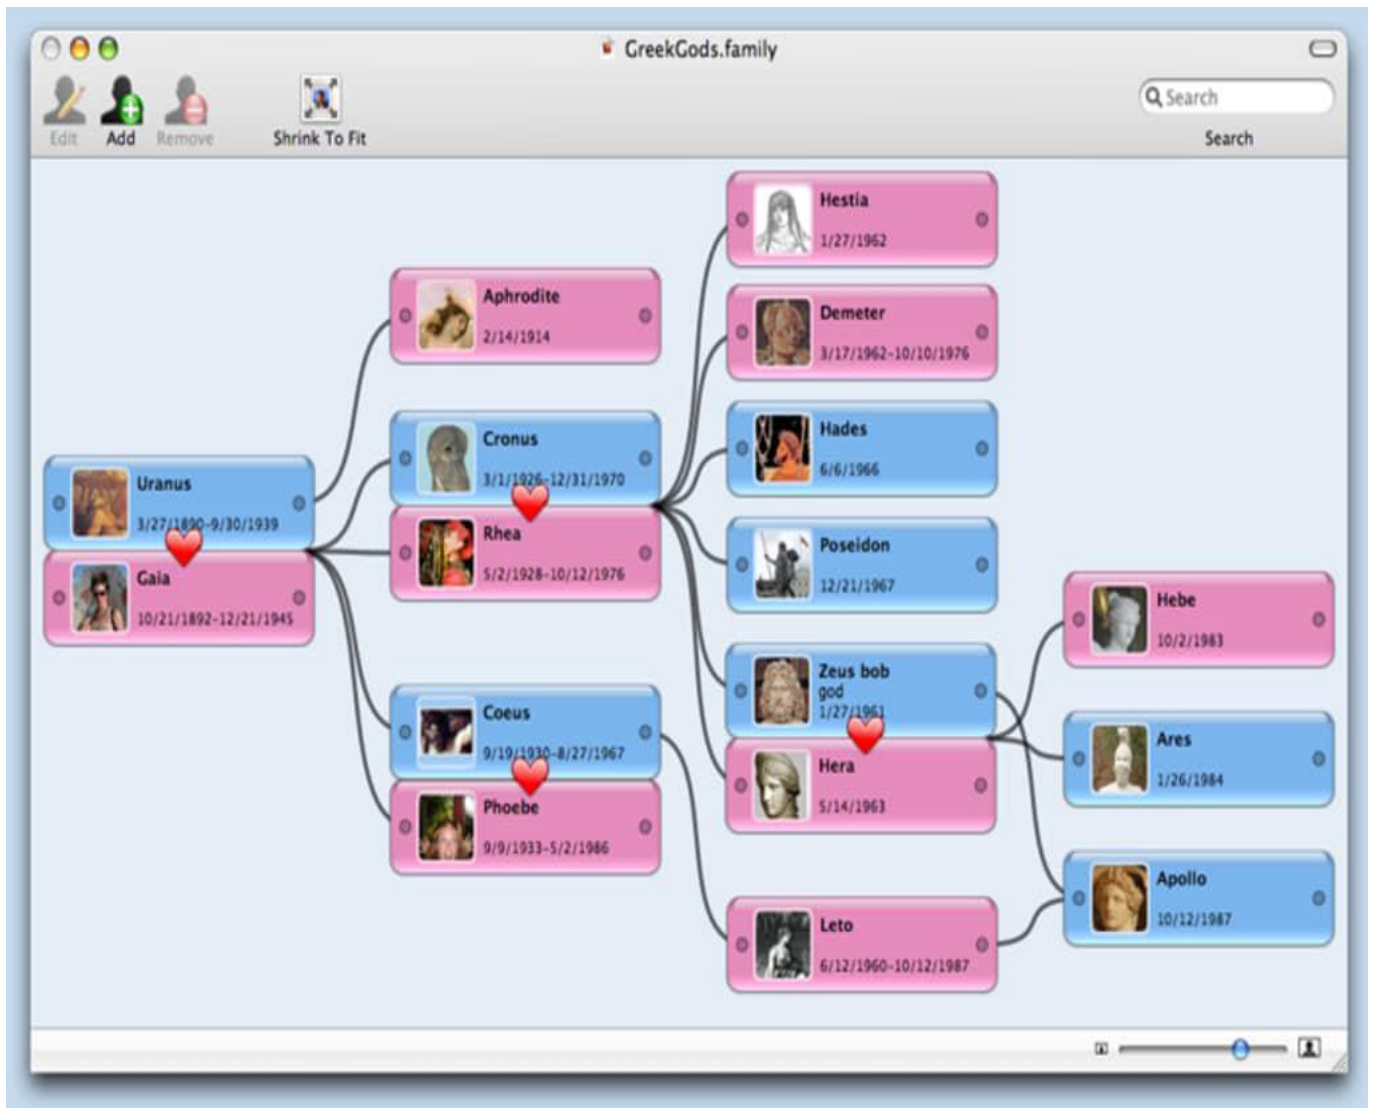 GreekGods.family
Edit
Add
Remove
Shrink To Fit
Search
Search
Hestia
1/27/1962
Aphrodite
2/14/1914
Demeter
3/17/1962-10/10/1976
Cronus
3/1/1926-12/31/1970
Hades
6/6/1966
Uranus
3/27/1890-9/30/1939
Rhea
5/2/1928-10/12/1976
Poseidon
12/21/1967
Gaia
10/21/1892-12/21/1945
Hebe
10/2/1983
Zeus bob
god
1/27/1961
Coeus
9/19/1930-8/27/1967
Ares
1/26/1984
Hera
5/14/1963
Phoebe
9/9/1933-5/2/1986
Apollo
10/12/1987
Leto
6/12/1960-10/12/1987